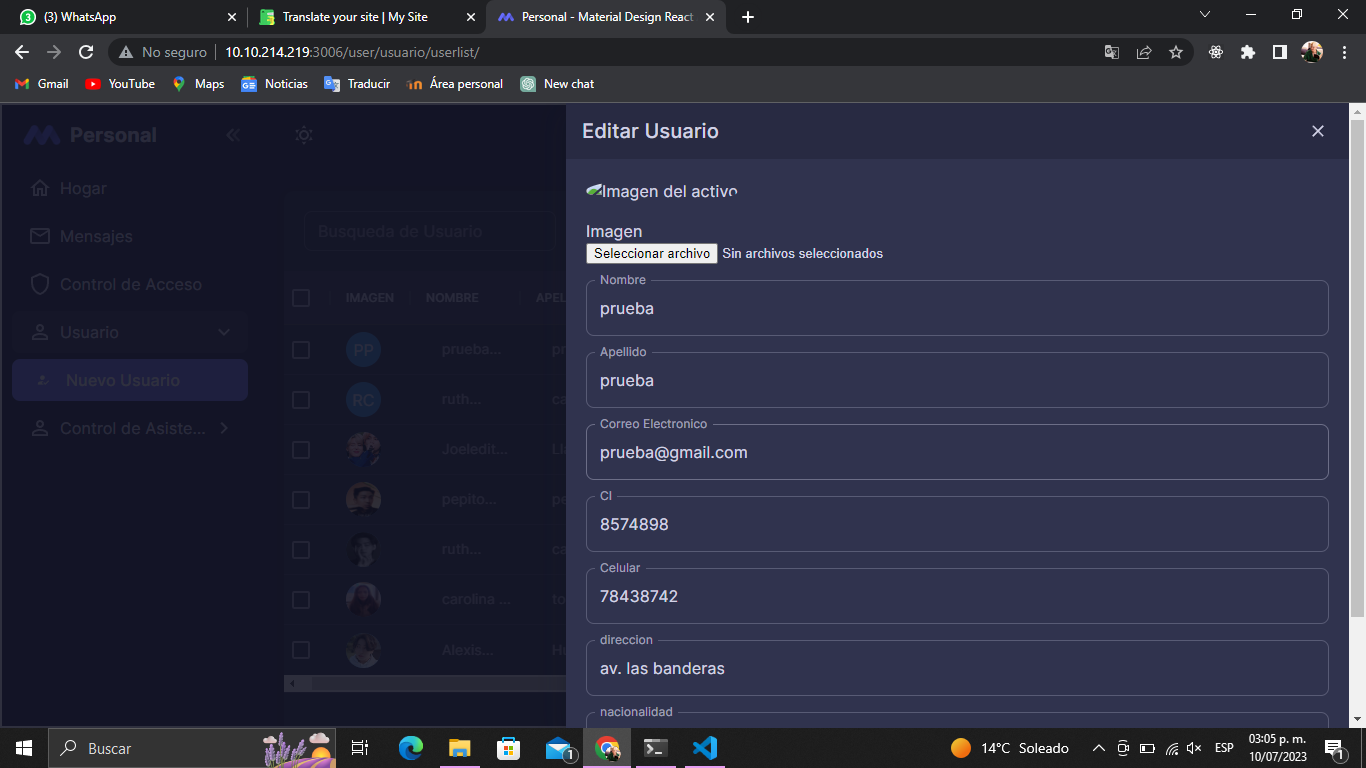 (3) WhatsApp
Translate your site | My Site
Personal - Material Design React
No seguro
10.10.214.219:3006/user/usuario/userlist/
Gmail
YouTube
Maps
Noticias
Traducir
Área personal
New chat
Personal
Hogar
Mensajes
Control de Acceso
Usuario
Nuevo Usuario
Control de Asiste...
Busqueda de Usuario
IMAGEN NOMBRE APEL
PP prueba... pr
RC ruth... ca
Joeledit... Lla
pepito... pe
ruth... ca
carolina ... to
Alexis... Hu
Editar Usuario
Imagen del activo
Imagen
Seleccionar archivo Sin archivos seleccionados
Nombre
prueba
Apellido
prueba
Correo Electronico
prueba@gmail.com
CI
8574898
Celular
78438742
direccion
av. las banderas
nacionalidad
Buscar
1
14°C Soleado
ESP
03:05 p. m.
10/07/2023
1